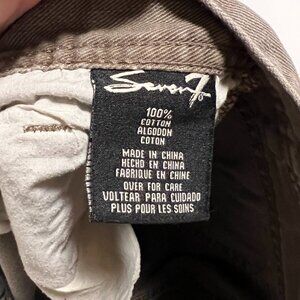 Seven7
100%
COTTON
ALGODON
COTON
MADE IN CHINA
HECHO EN CHINA
FABRIQUE EN CHINE
OVER FOR CARE
VOLTEAR PARA CUIDADO
PLUS POUR LES SOINS